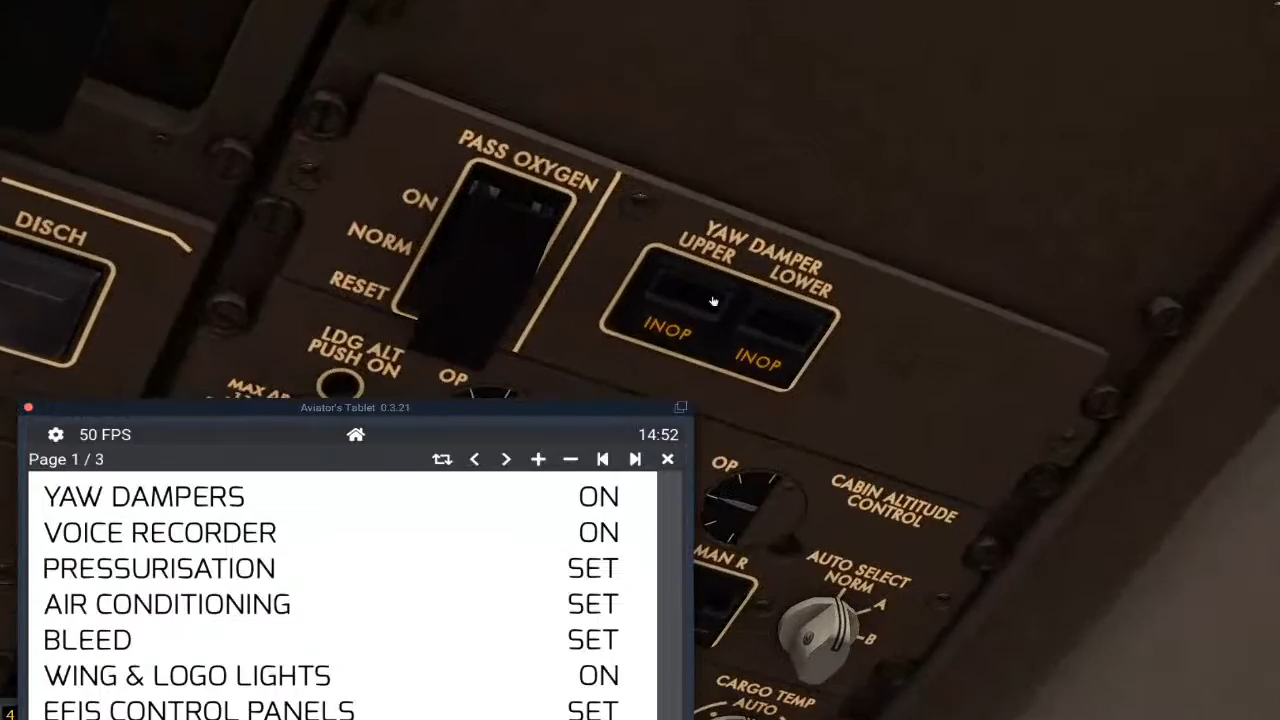 PASS OXYGEN
ON
NORM
RESET
DISCH
YAW DAMPER
UPPER
LOWER
INOP
INOP
LDG ALT
PUSH ON
OP
MAX
OP
CABIN ALTITUDE
CONTROL
MAN R
AUTO SELECT
NORM
A
B
CARGO TEMP
AUTO
4
Aviator's Tablet 0.3.21
50 FPS
14:52
Page 1 / 3
YAW DAMPERS ON
VOICE RECORDER ON
PRESSURISATION SET
AIR CONDITIONING SET
BLEED SET
WING & LOGO LIGHTS ON
EFIS CONTROL PANELS SET